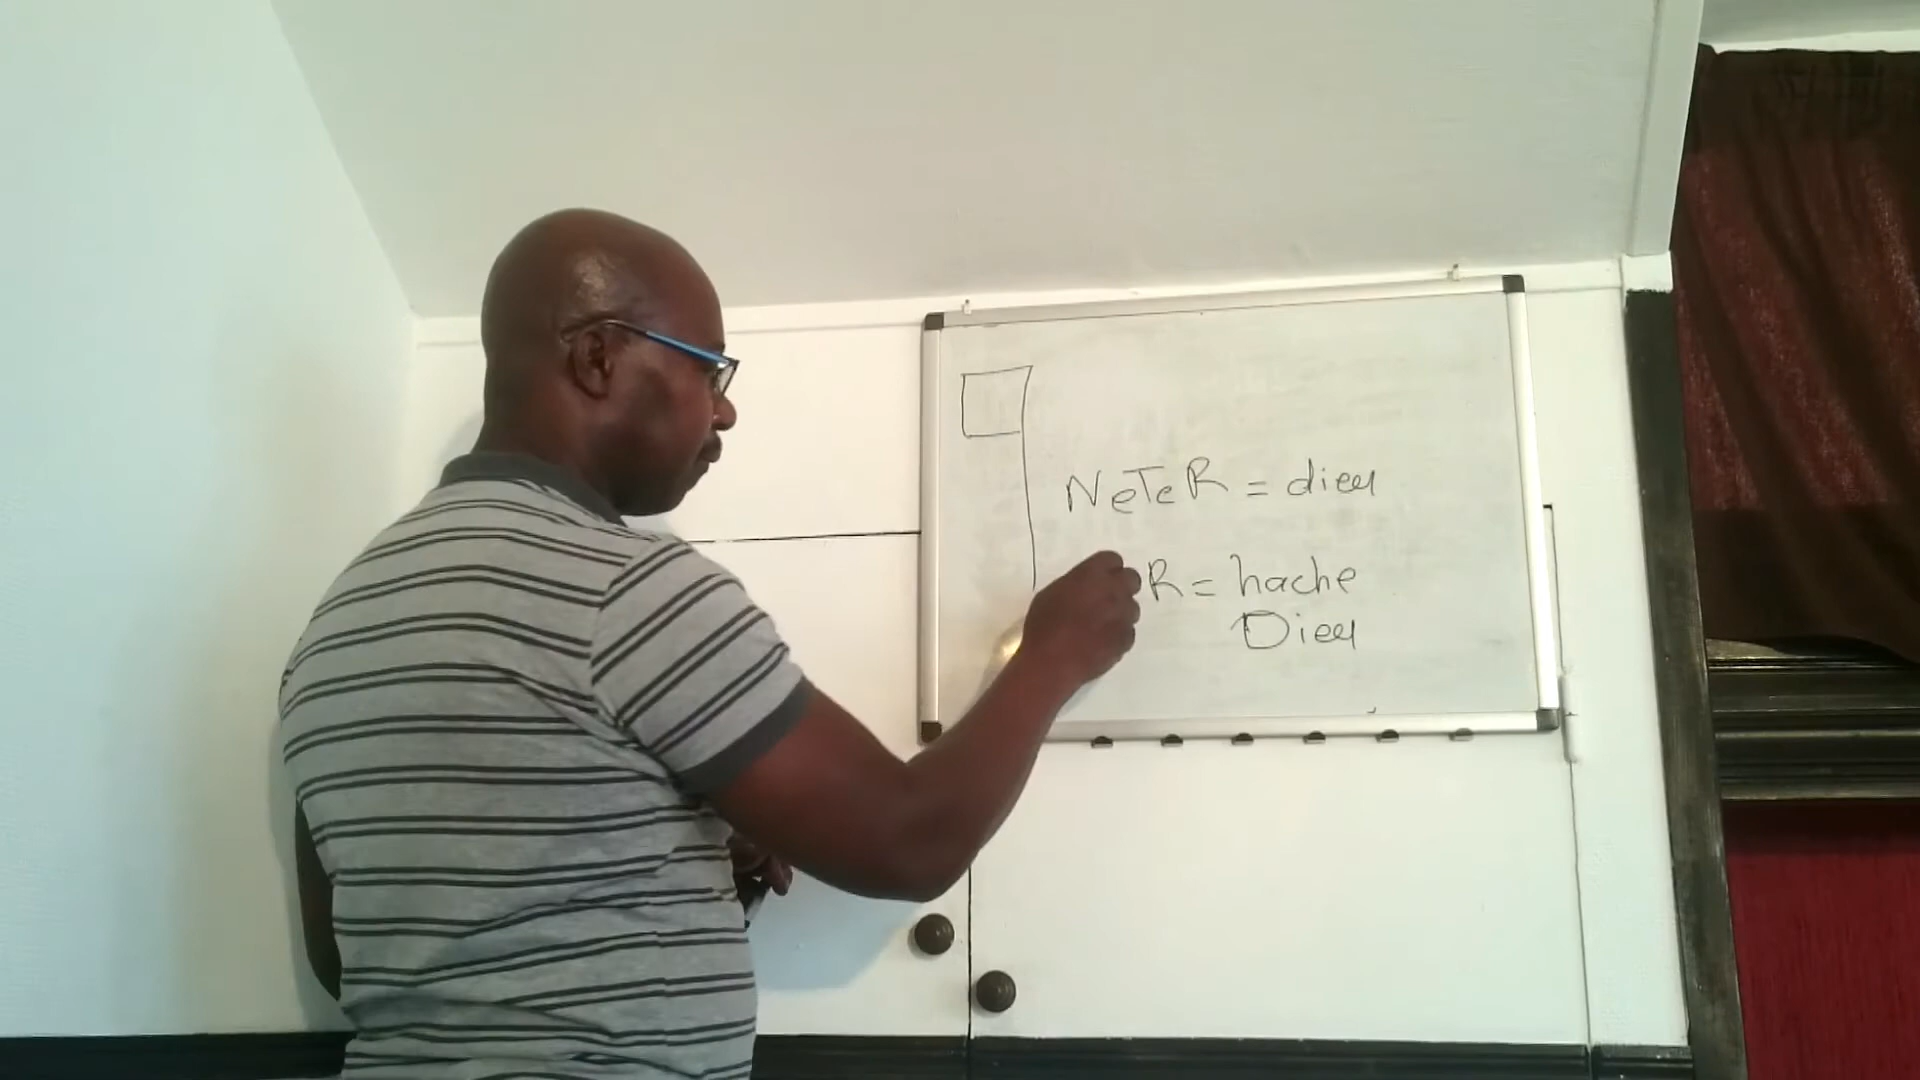 NeTeR = dieu
R = hache
Dieu